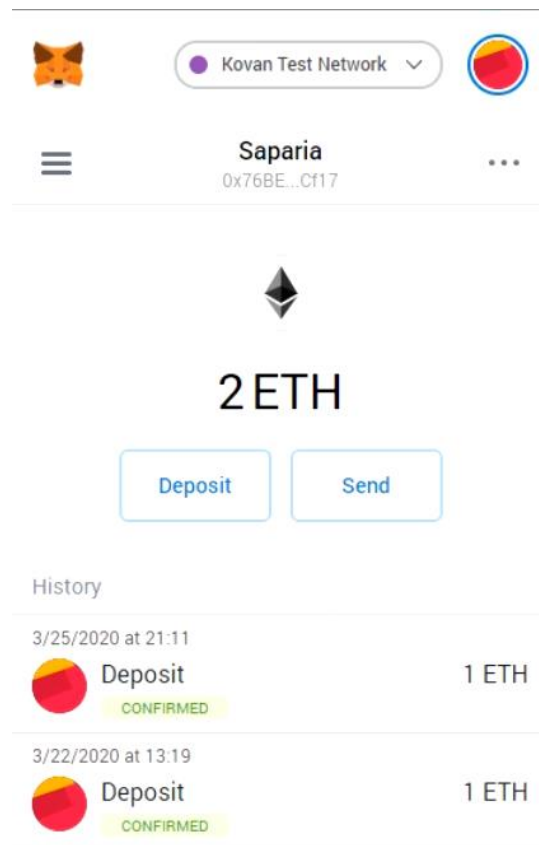 Kovan Test Network
Saparia
0x76BE...Cf17
2 ETH
Deposit Send
History
3/25/2020 at 21:11
Deposit 1 ETH
CONFIRMED
3/22/2020 at 13:19
Deposit 1 ETH
CONFIRMED